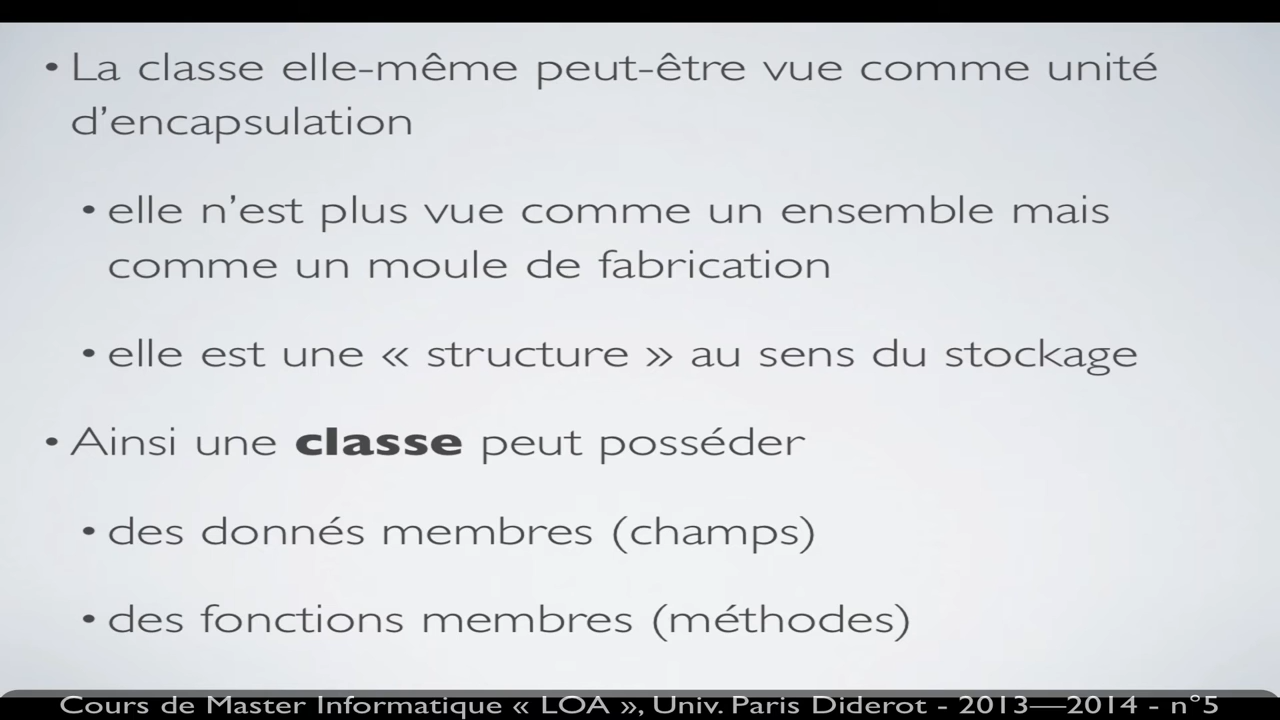 • La classe elle-même peut-être vue comme unité
d’encapsulation
• elle n’est plus vue comme un ensemble mais
comme un moule de fabrication
• elle est une « structure » au sens du stockage
• Ainsi une classe peut posséder
• des donnés membres (champs)
• des fonctions membres (méthodes)
Cours de Master Informatique « LOA », Univ. Paris Diderot - 2013—2014 - n°5